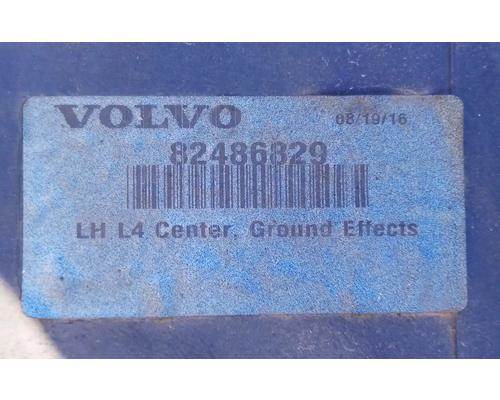 VOLVO 08/19/16
82486829
LH L4 Center, Ground Effects